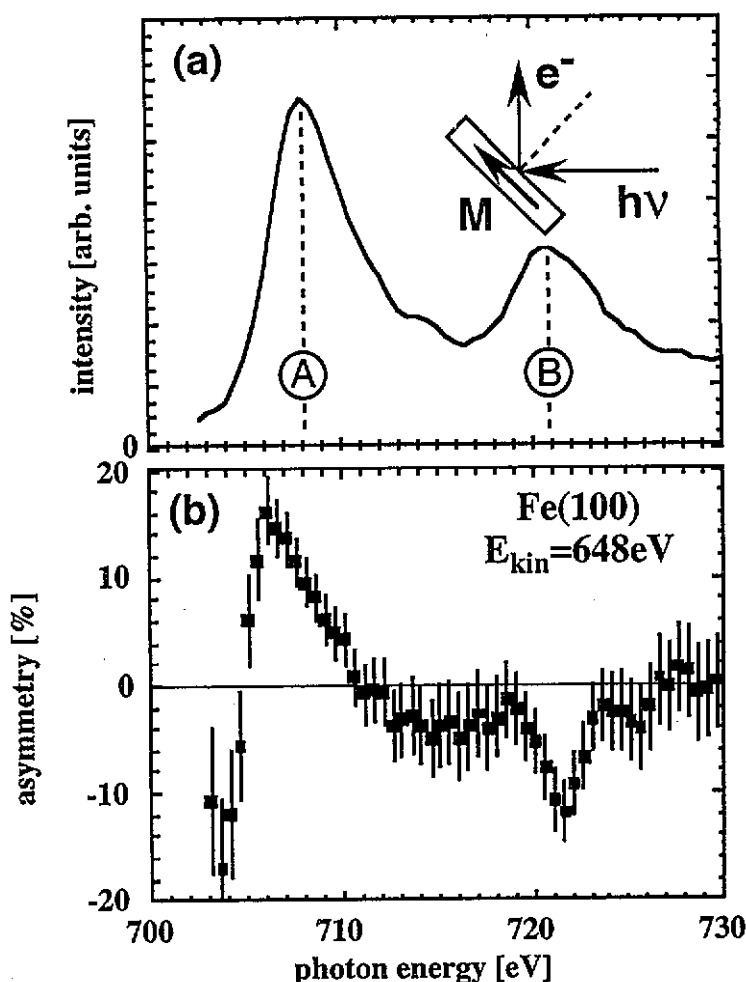 (a)
e⁻
M
hν
A
B
intensity [arb. units]
0
20
(b)
Fe(100)
E_kin=648eV
10
asymmetry [%]
0
-10
-20
700
710
720
730
photon energy [eV]